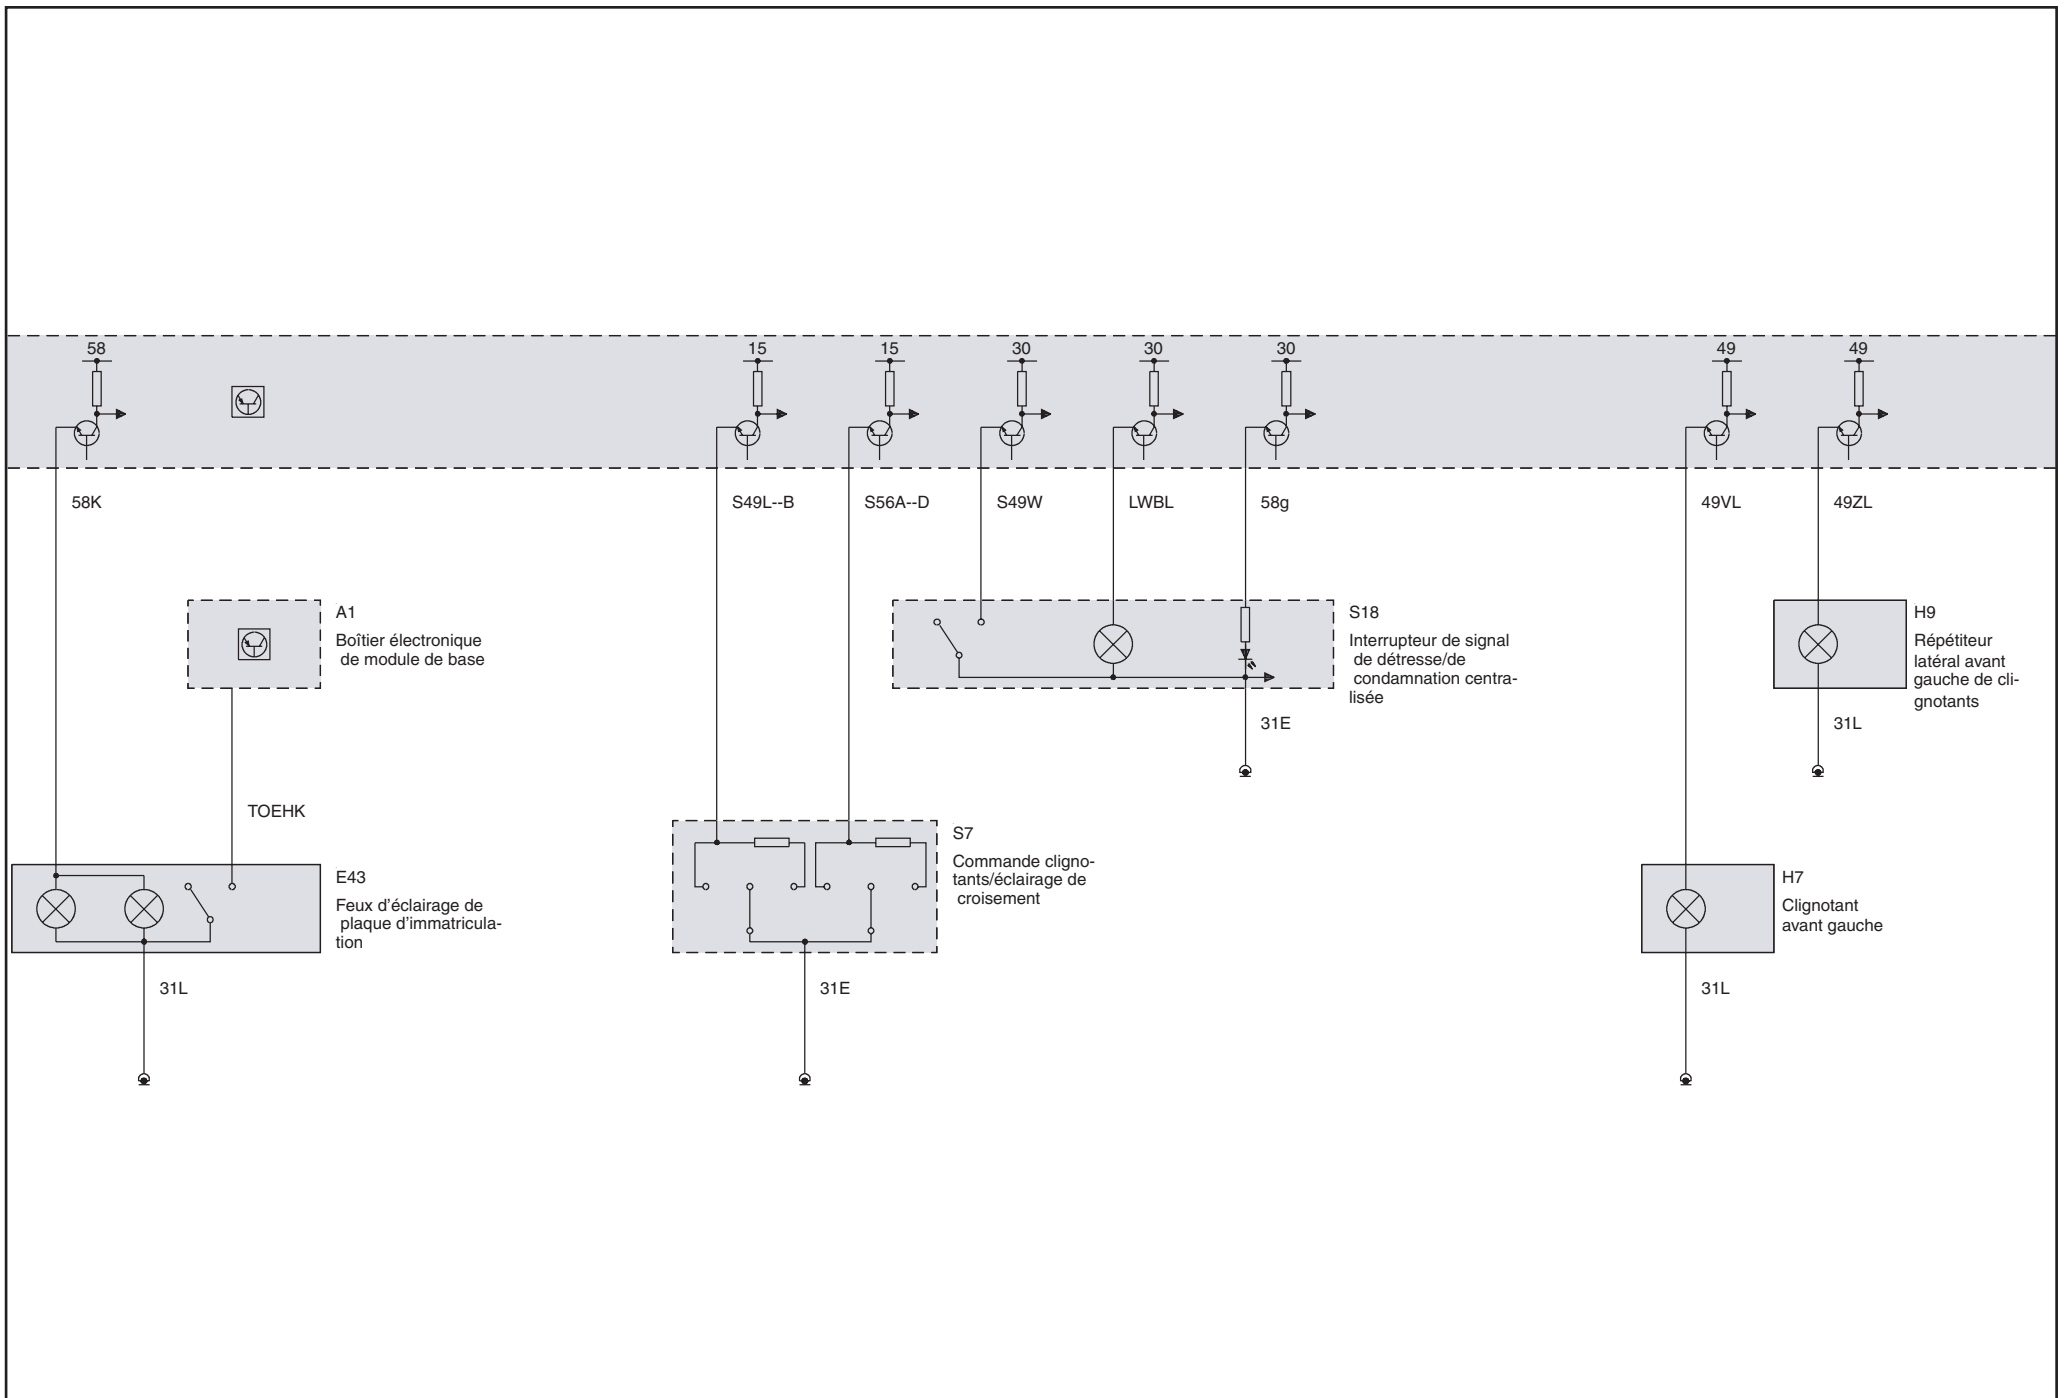 58
15
15
30
30
30
49
49
58K
S49L--B
S56A--D
S49W
LWBL
58g
49VL
49ZL
A1
Boîtier électronique
de module de base
S18
Interrupteur de signal
de détresse/de
condamnation centra-
lisée
H9
Répétiteur
latéral avant
gauche de cli-
gnotants
31E
31L
TOEHK
S7
Commande cligno-
tants/éclairage de
croisement
E43
Feux d'éclairage de
plaque d'immatricula-
tion
H7
Clignotant
avant gauche
31L
31E
31L